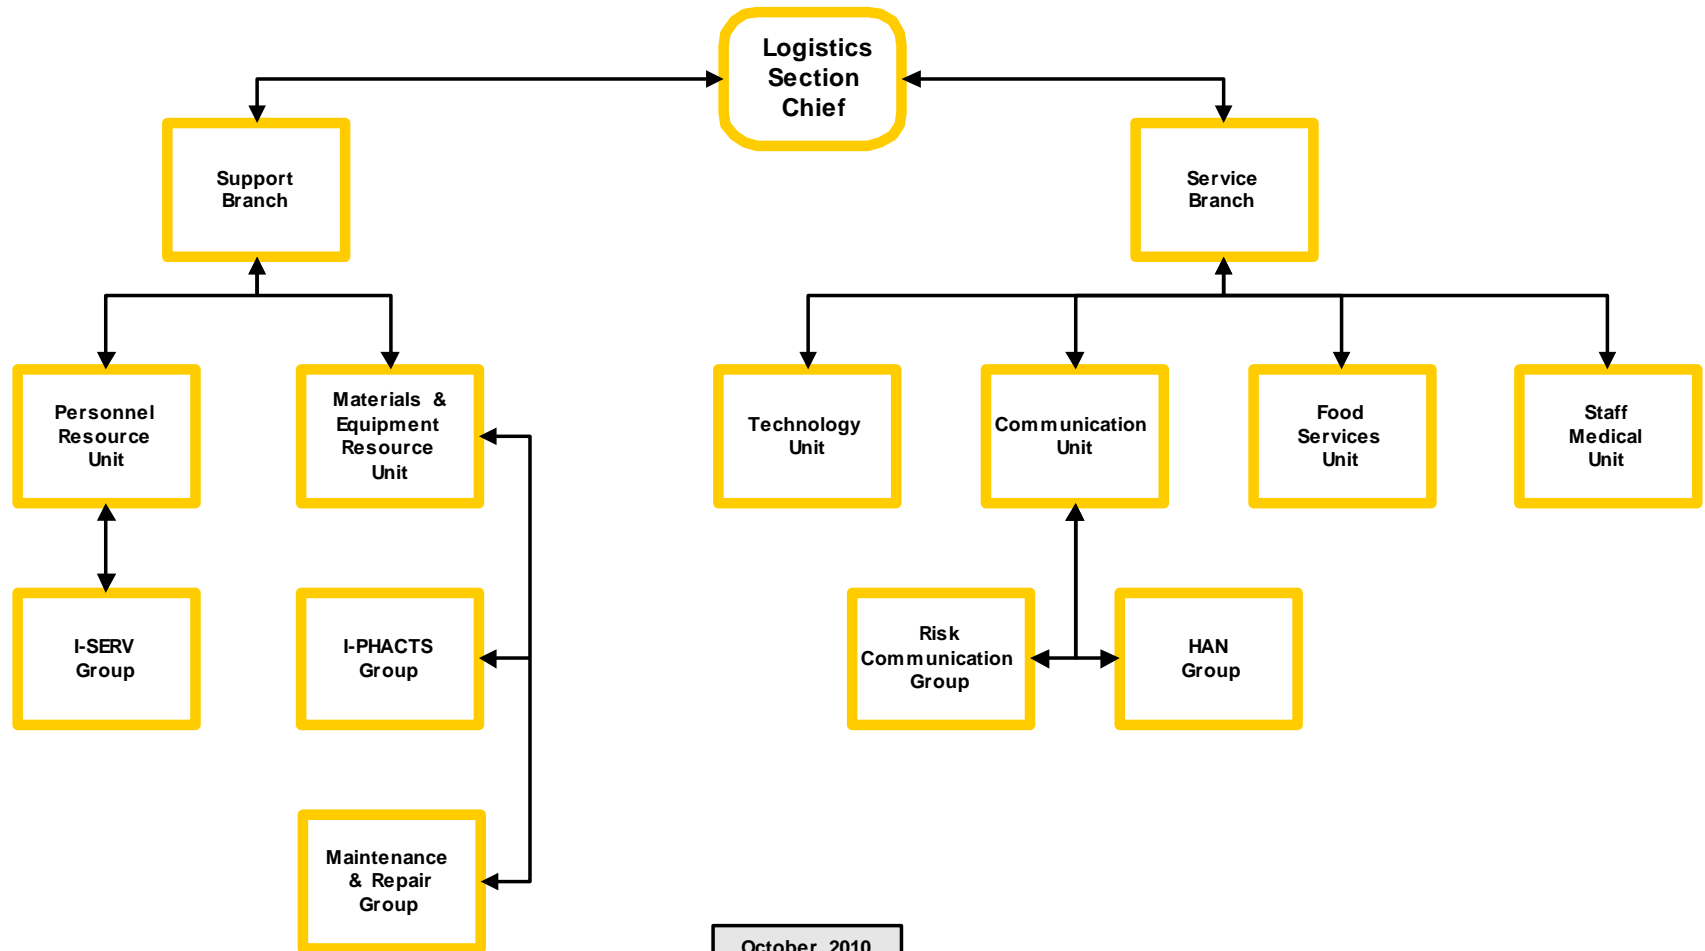 Logistics
Section
Chief
Support
Branch
Service
Branch
Personnel
Resource
Unit
Materials &
Equipment
Resource
Unit
Technology
Unit
Communication
Unit
Food
Services
Unit
Staff
Medical
Unit
I-SERV
Group
I-PHACTS
Group
Risk
Communication
Group
HAN
Group
Maintenance
& Repair
Group
October 2010